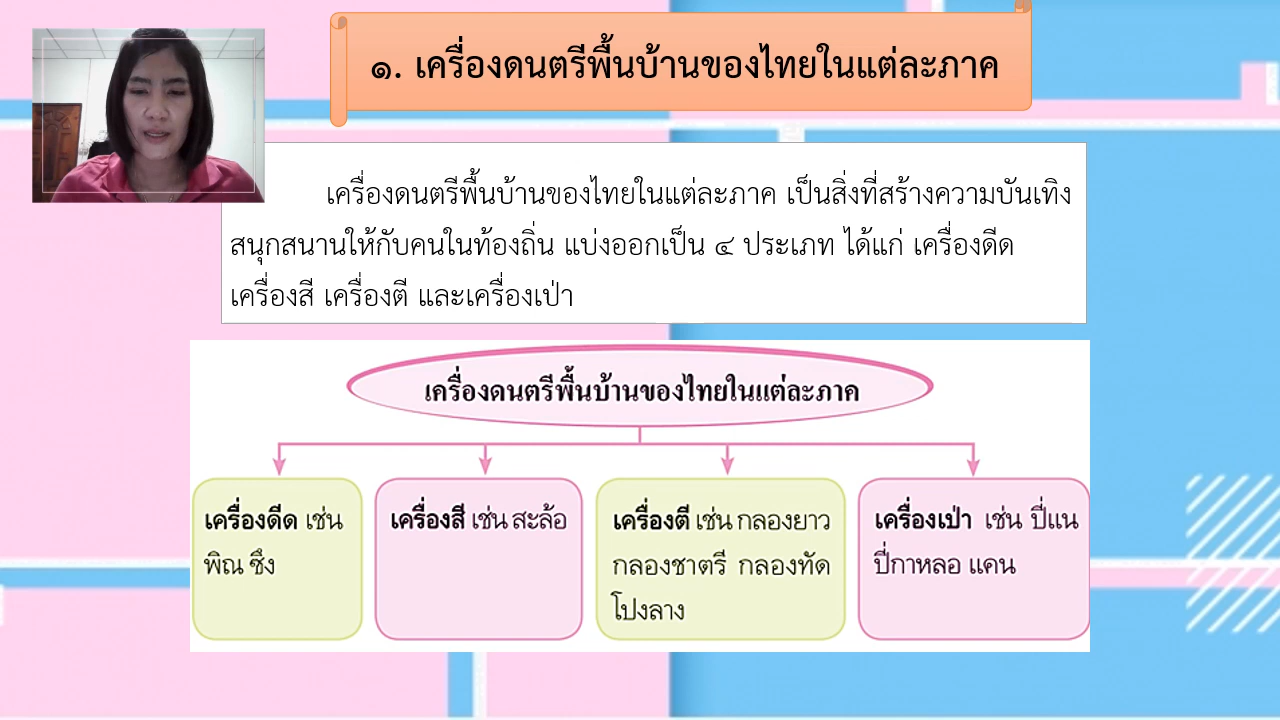 ๑. เครื่องดนตรีพื้นบ้านของไทยในแต่ละภาค
เครื่องดนตรีพื้นบ้านของไทยในแต่ละภาค เป็นสิ่งที่สร้างความบันเทิง
สนุกสนานให้กับคนในท้องถิ่น แบ่งออกเป็น ๔ ประเภท ได้แก่ เครื่องดีด
เครื่องสี เครื่องตี และเครื่องเป่า
เครื่องดนตรีพื้นบ้านของไทยในแต่ละภาค
เครื่องดีด เช่น
พิณ ซึง
เครื่องสี เช่น สะล้อ
เครื่องตี เช่น กลองยาว
กลองชาตรี กลองทัด
โปงลาง
เครื่องเป่า เช่น ปี่แน
ปี่กาหลอ แคน